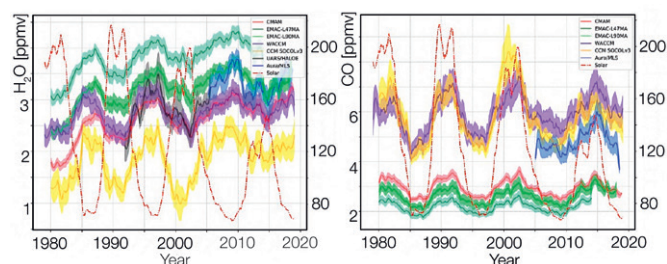 H₂O [ppmv]
3
2
1
1980
1990
2000
2010
2020
Year
200
160
120
80
CMAM
EMAC-L47MA
EMAC-L90MA
WACCM
CCM SOCOLv3
UARS/HALOE
Aura/MLS
Solar
CO [ppmv]
6
4
2
1980
1990
2000
2010
2020
Year
200
160
120
80
CMAM
EMAC-L47MA
EMAC-L90MA
WACCM
CCM SOCOLv3
Aura/MLS
Solar